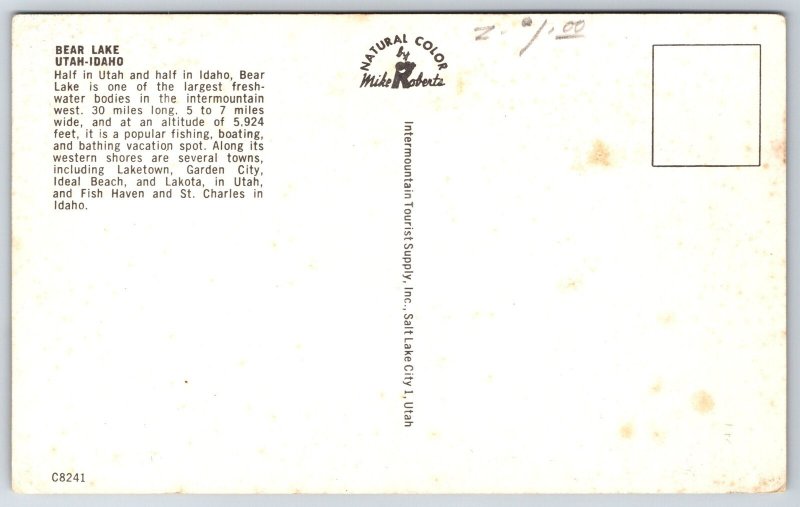 BEAR LAKE
UTAH-IDAHO
Half in Utah and half in Idaho, Bear
Lake is one of the largest fresh-
water bodies in the intermountain
west. 30 miles long. 5 to 7 miles
wide, and at an altitude of 5.924
feet, it is a popular fishing, boating,
and bathing vacation spot. Along its
western shores are several towns,
including Laketown, Garden City,
Ideal Beach, and Lakota, in Utah,
and Fish Haven and St. Charles in
Idaho.
NATURAL COLOR
by
Mike Roberts
Intermountain Tourist Supply, Inc., Salt Lake City 1, Utah
C8241